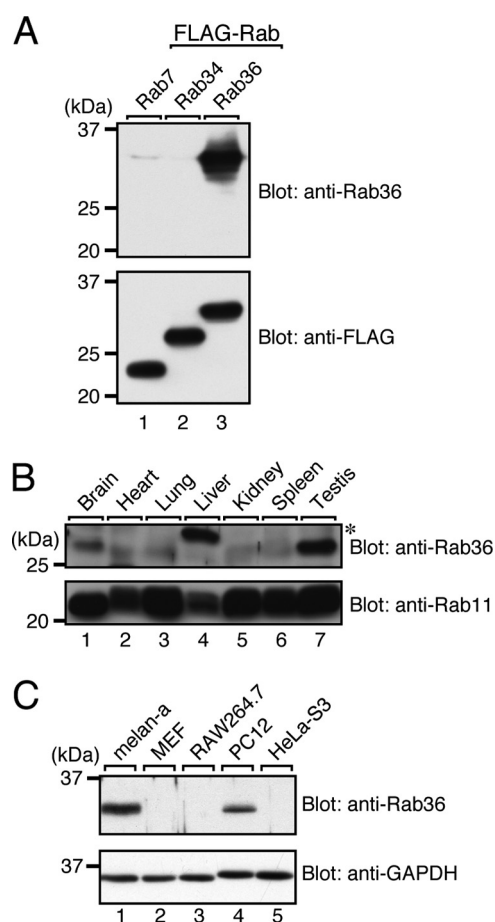 A
FLAG-Rab
Rab7 Rab34 Rab36
(kDa)
37
25
20
Blot: anti-Rab36
37
25
20
Blot: anti-FLAG
1 2 3
B
Brain Heart Lung Liver Kidney Spleen Testis
(kDa)
*
Blot: anti-Rab36
25
Blot: anti-Rab11
20
1 2 3 4 5 6 7
C
melan-a MEF RAW264.7 PC12 HeLa-S3
(kDa)
37
Blot: anti-Rab36
37
Blot: anti-GAPDH
1 2 3 4 5